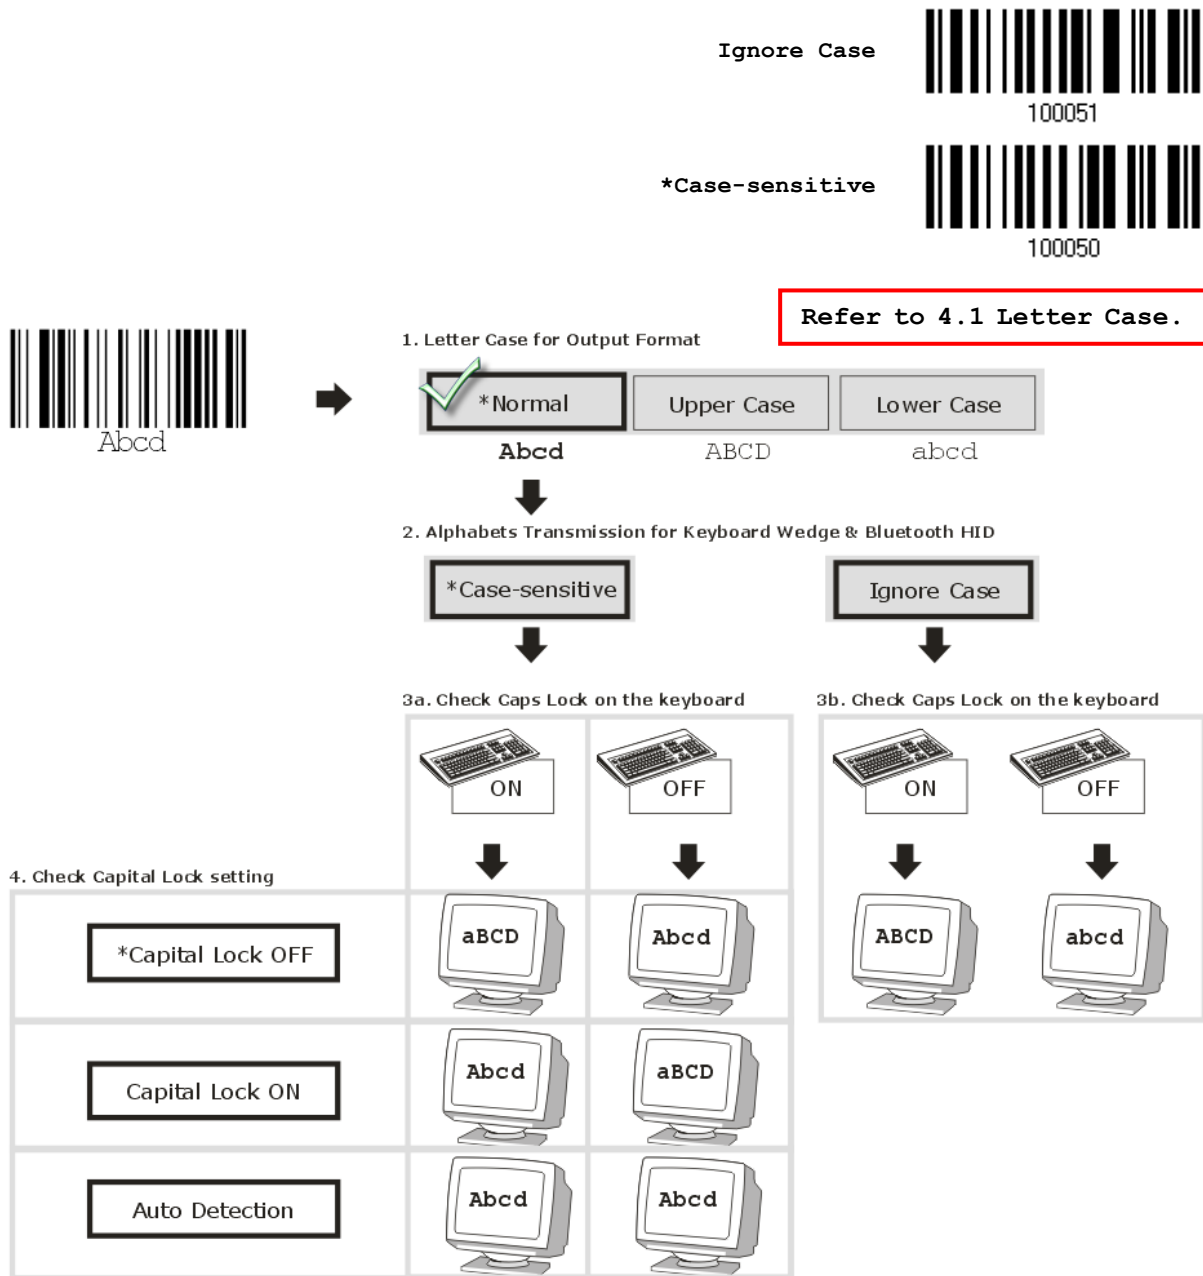 Ignore Case
100051
*Case-sensitive
100050
Refer to 4.1 Letter Case.
1. Letter Case for Output Format
*Normal Upper Case Lower Case
Abcd
Abcd ABCD abcd
2. Alphabets Transmission for Keyboard Wedge & Bluetooth HID
*Case-sensitive Ignore Case
3a. Check Caps Lock on the keyboard 3b. Check Caps Lock on the keyboard
ON OFF ON OFF
4. Check Capital Lock setting
*Capital Lock OFF aBCD Abcd ABCD abcd
Capital Lock ON Abcd aBCD
Auto Detection Abcd Abcd